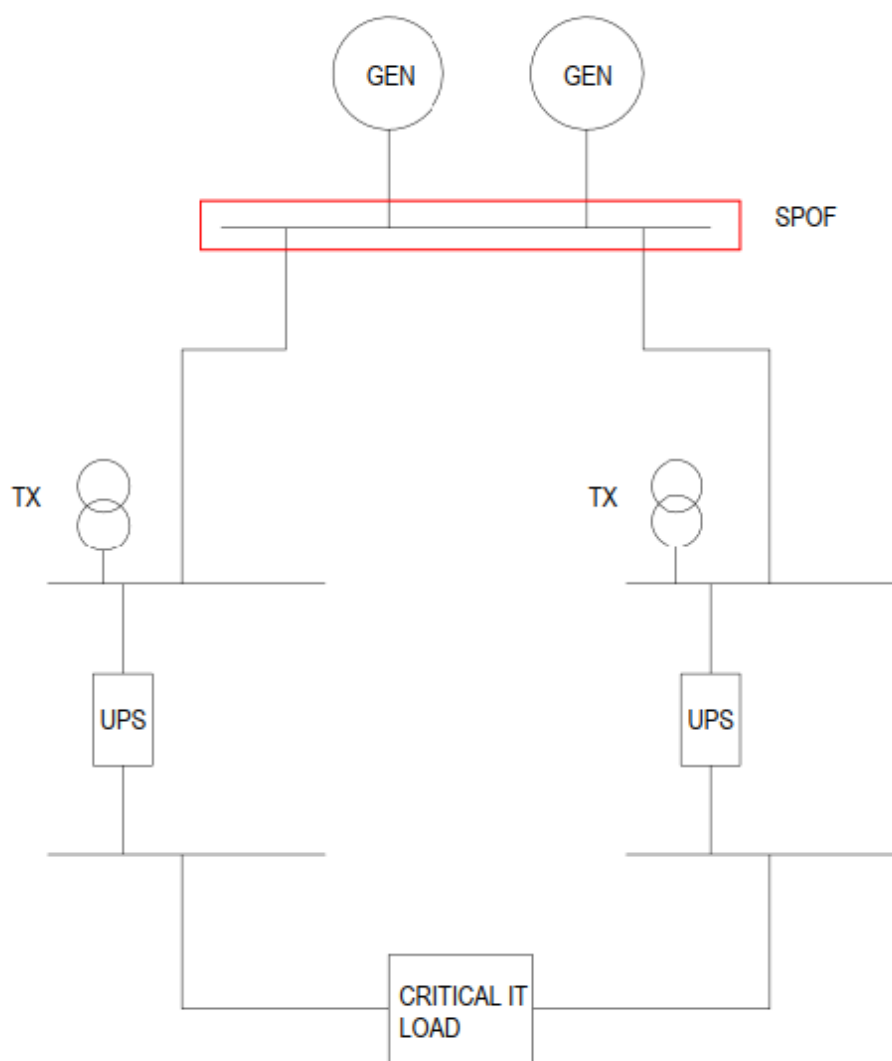 GEN
GEN
SPOF
TX
TX
UPS
UPS
CRITICAL IT
LOAD